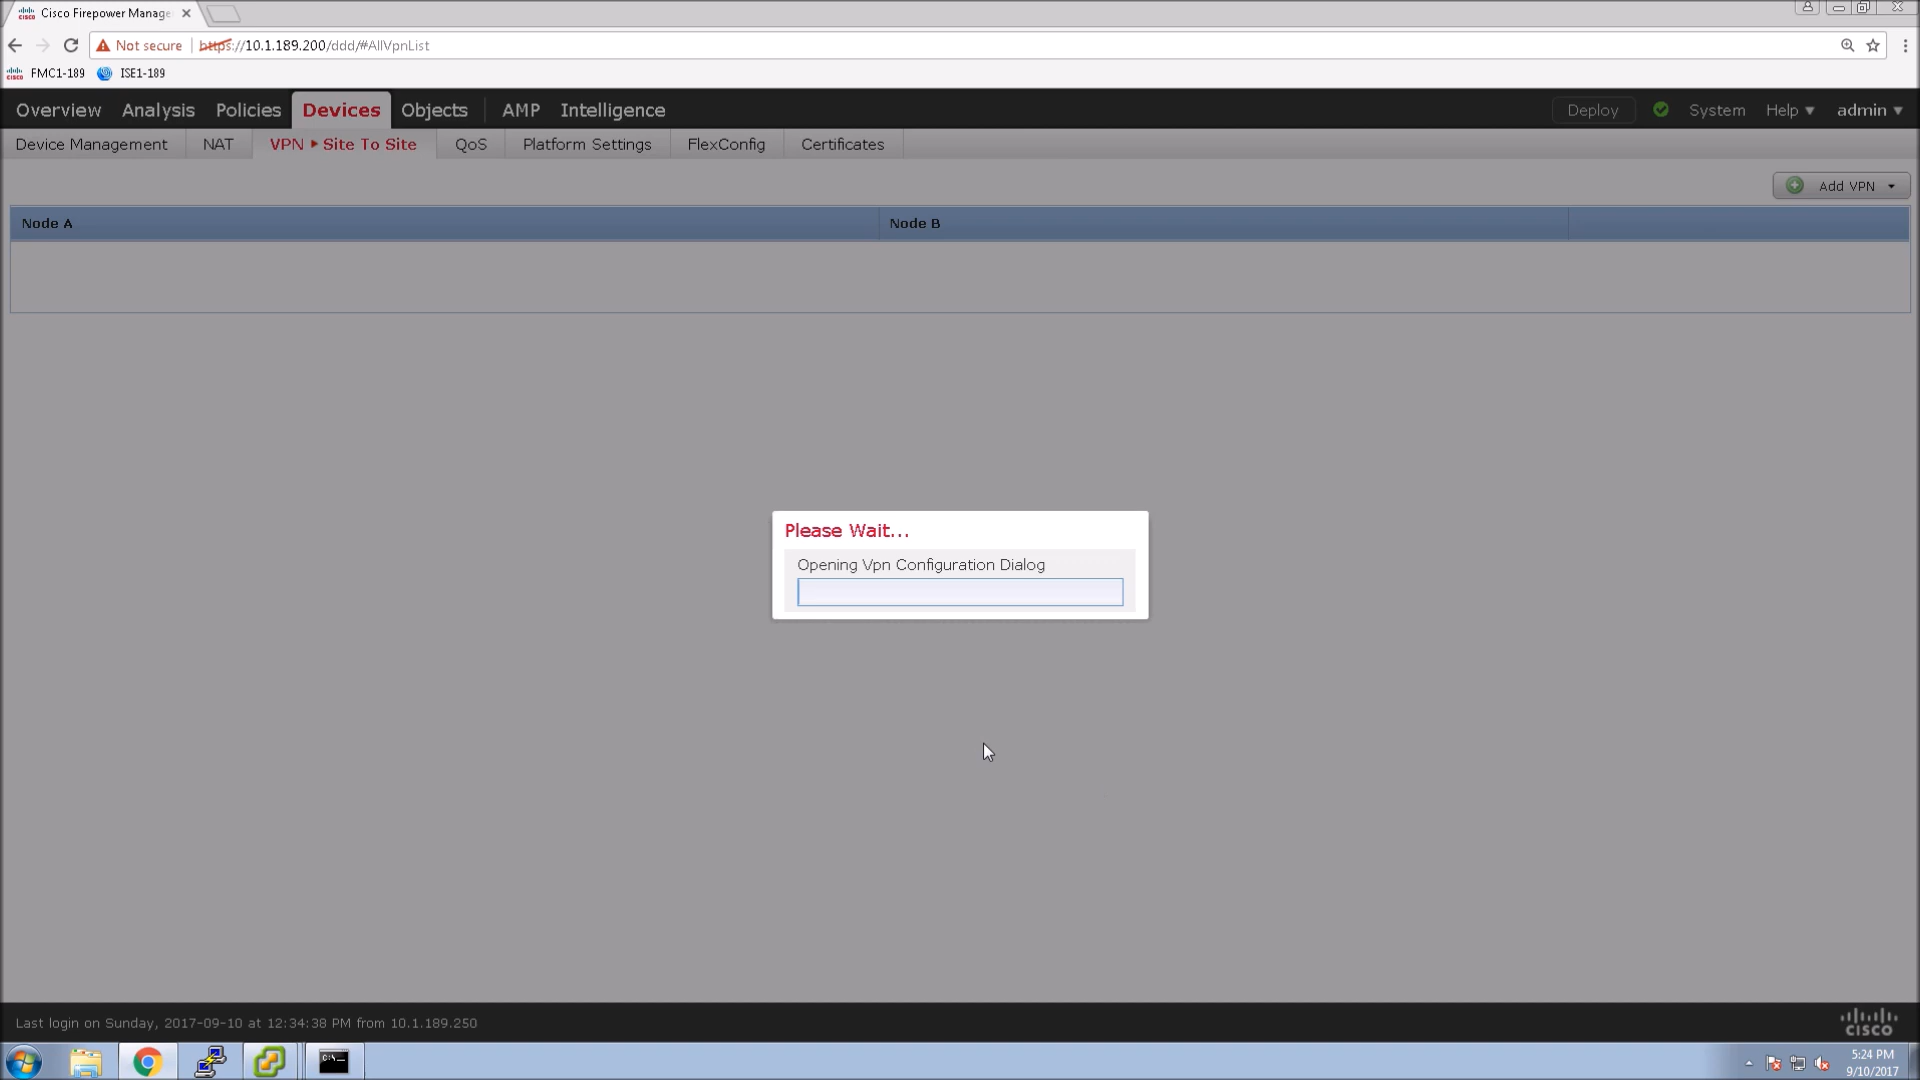 Cisco Firepower Manage
Not secure | https://10.1.189.200/ddd/#AllVpnList
FMC1-189 ISE1-189
Overview Analysis Policies Devices Objects AMP Intelligence Deploy System Help admin
Device Management NAT VPN Site To Site QoS Platform Settings FlexConfig Certificates
Add VPN
Node A Node B
Please Wait...
Opening Vpn Configuration Dialog
Last login on Sunday, 2017-09-10 at 12:34:38 PM from 10.1.189.250
CISCO
C:\_
5:24 PM
9/10/2017